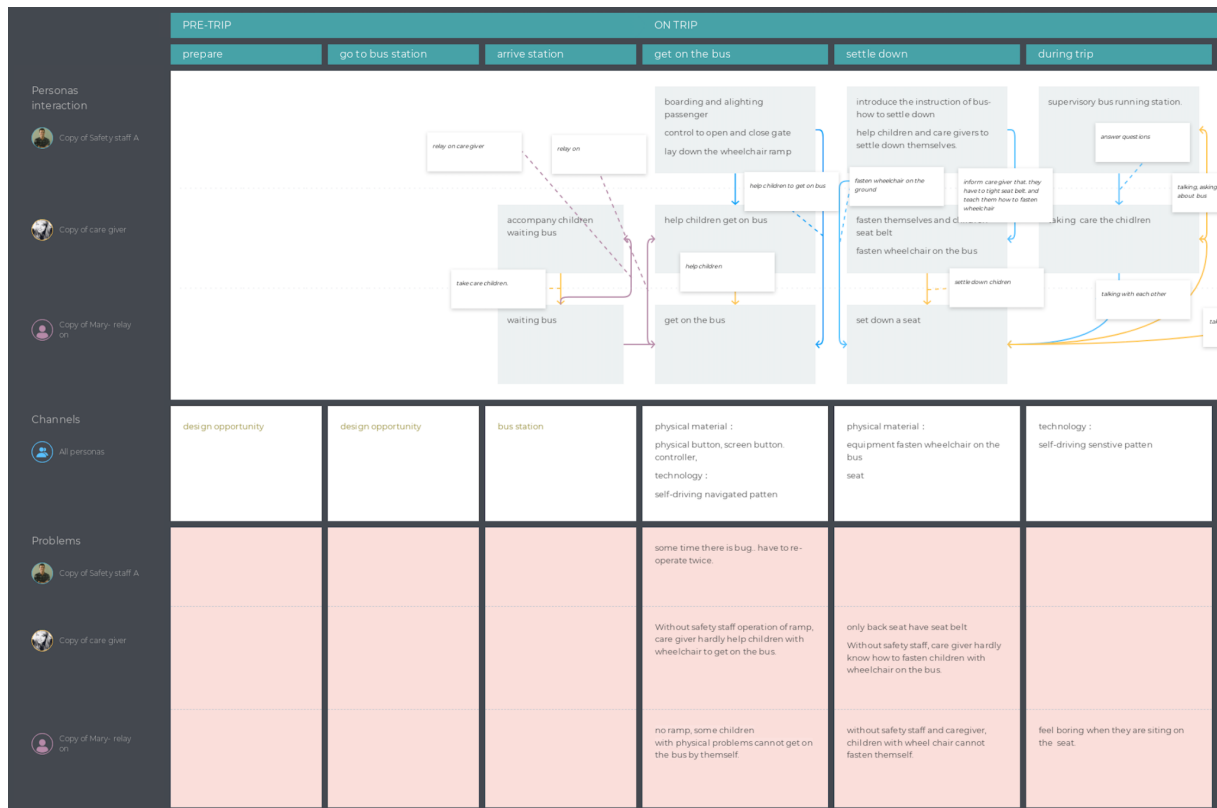 PRE-TRIP
ON TRIP
prepare
go to bus station
arrive station
get on the bus
settle down
during trip
Personas
interaction
Copy of Safety staff A
Copy of care giver
Copy of Mary- relay
on
relay on care giver
relay on
accompany children
waiting bus
take care children.
waiting bus
boarding and alighting
passenger
control to open and close gate
lay down the wheelchair ramp
help children to get on bus
help children get on bus
help children
get on the bus
introduce the instruction of bus-
how to settle down
help children and care givers to
settle down themselves.
fasten wheelchair on the
ground
inform care giver that. they
have to tight seat belt. and
teach them how to fasten
wheelchair
fasten themselves and
seat belt
fasten wheelchair on the bus
settle down children
set down a seat
supervisory bus running station.
answer questions
talking, asking
about bus
taking care the chidlren
talking with each other
Channels
All personas
design opportunity
design opportunity
bus station
physical material :
physical button, screen button.
controller,
technology :
self-driving navigated patten
physical material :
equipment fasten wheelchair on the
bus
seat
technology :
self-driving senstive patten
Problems
Copy of Safety staff A
some time there is bug.. have to re-
operate twice.
Copy of care giver
Without safety staff operation of ramp,
care giver hardly help children with
wheelchair to get on the bus.
only back seat have seat belt
Without safety staff, care giver hardly
know how to fasten children with
wheelchair on the bus.
Copy of Mary- relay
on
no ramp, some children
with physical problems cannot get on
the bus by themself.
without safety staff and caregiver,
children with wheel chair cannot
fasten themself.
feel boring when they are siting on
the seat.